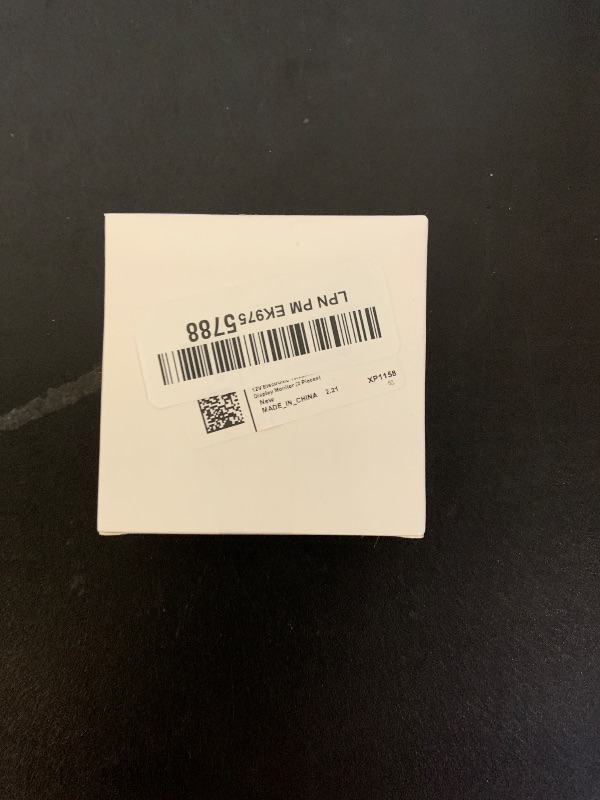 LPN PM EK9755788
12V Electronic
Display Monitor (2 Pieces)
New
MADE_IN_CHINA 2.21
XP1158